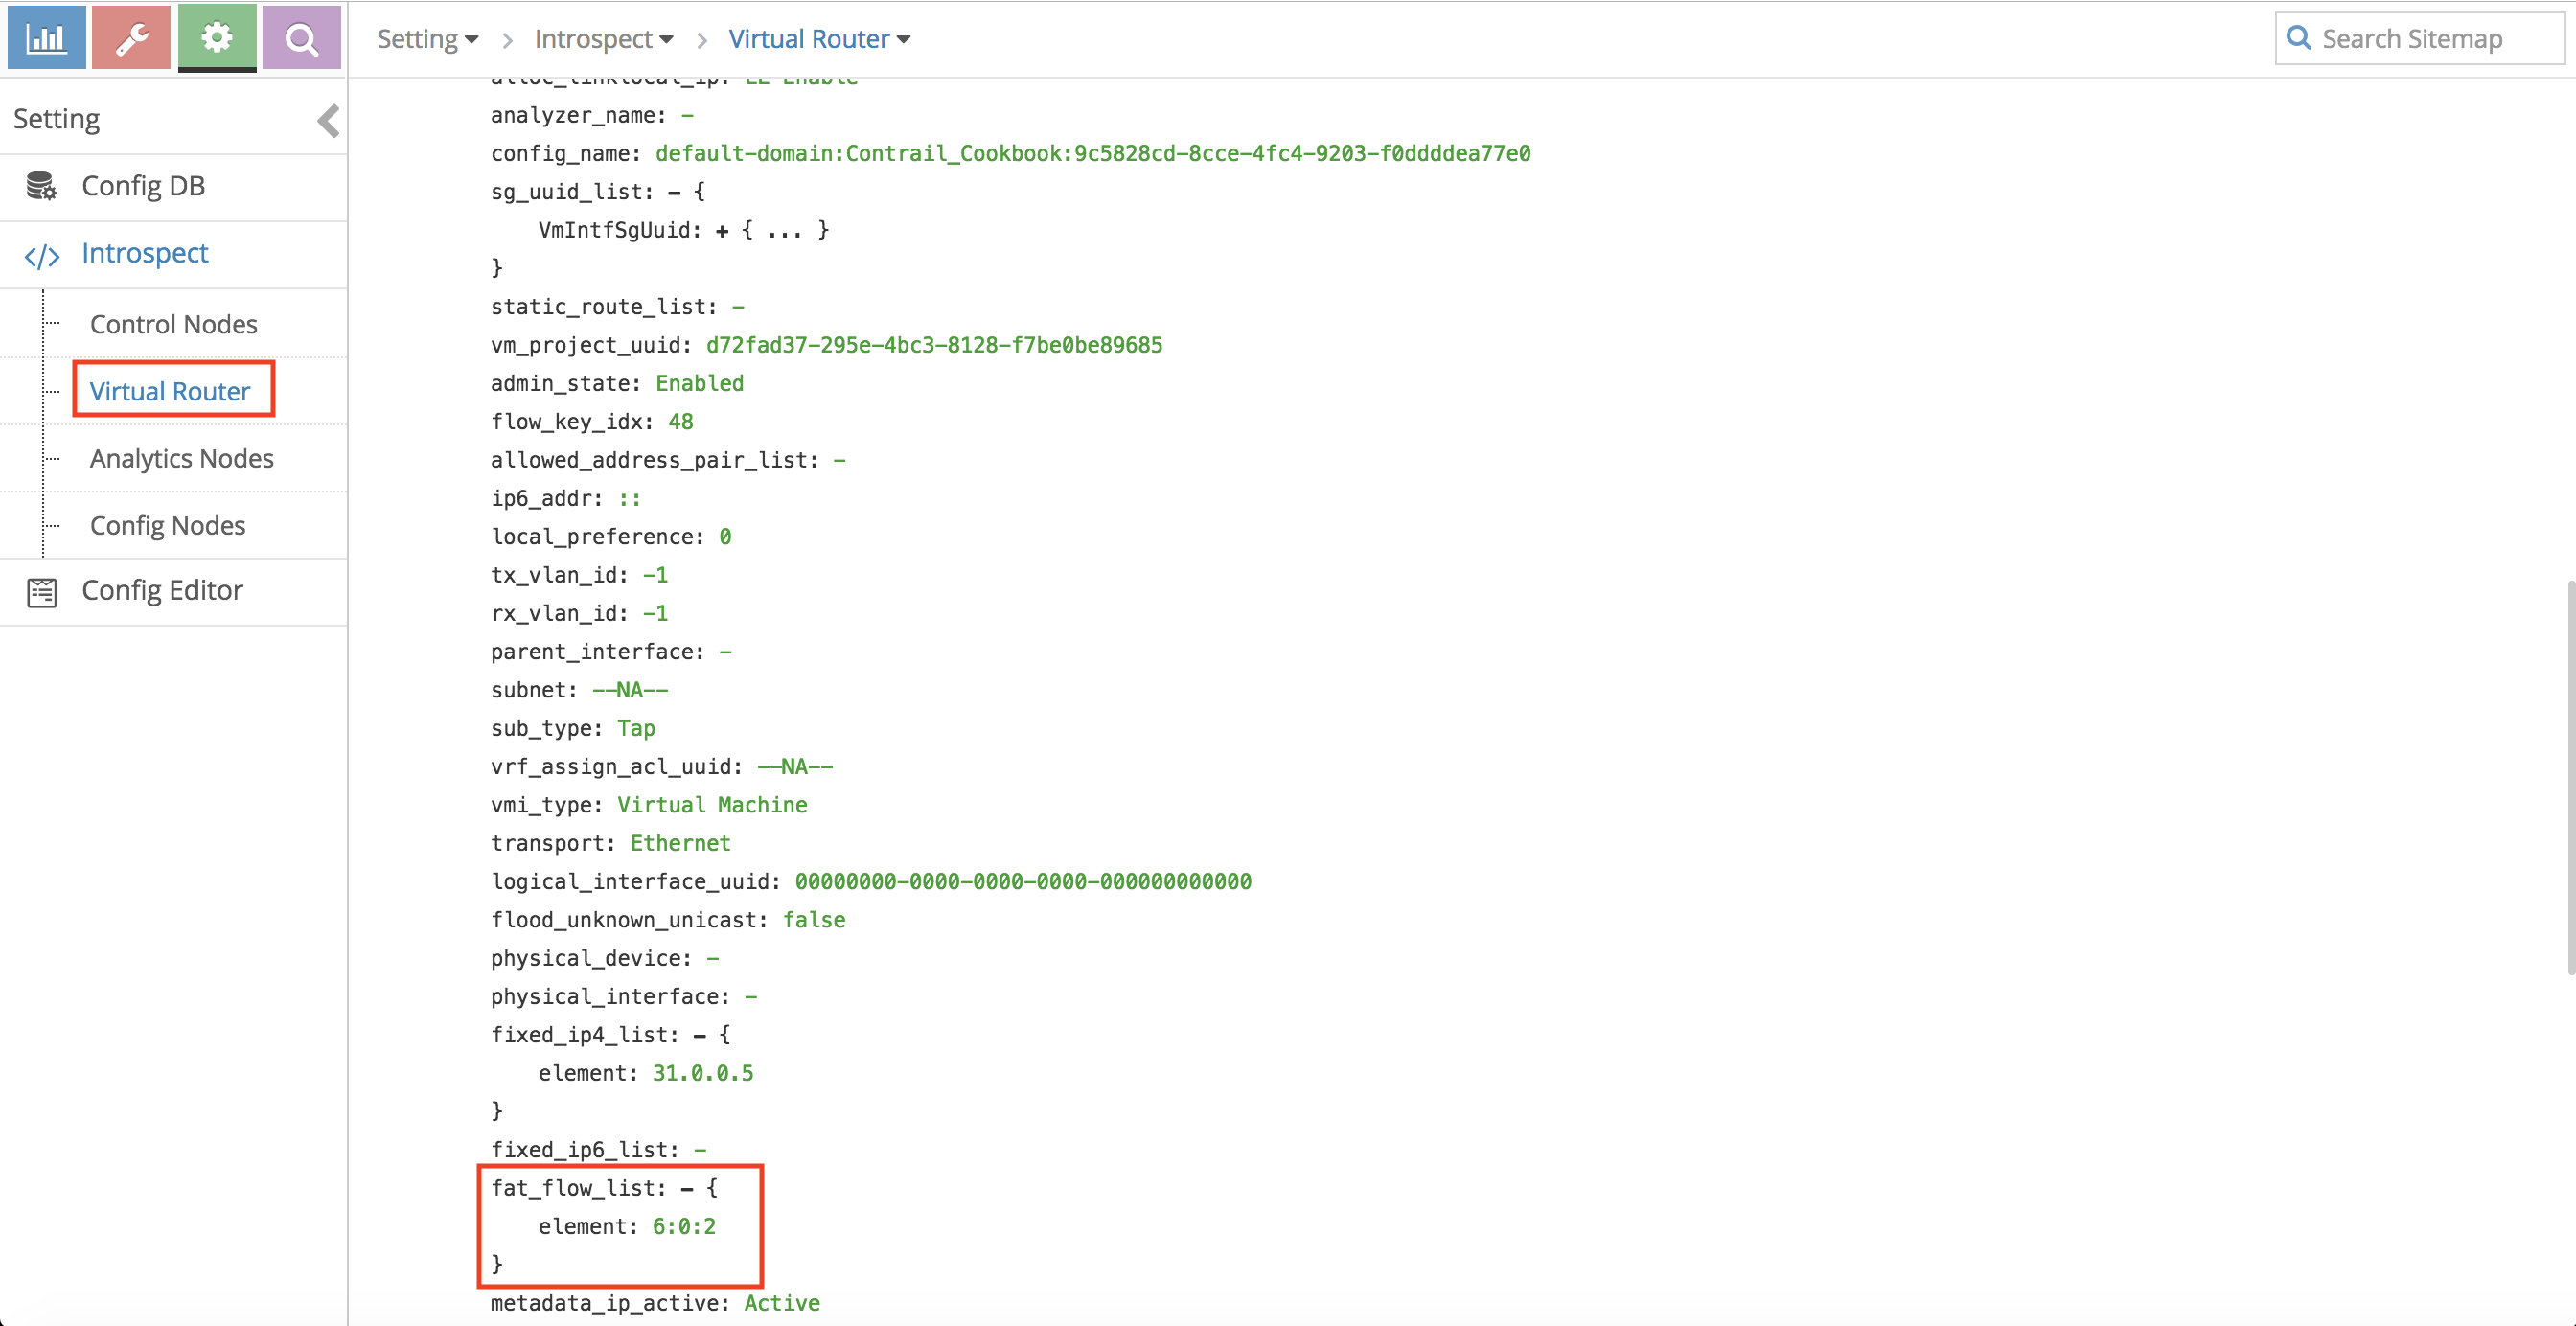 Setting
Introspect
Virtual Router
Search Sitemap
Setting
Config DB
Introspect
Control Nodes
Virtual Router
Analytics Nodes
Config Nodes
Config Editor
alloc_linklocal_ip: LL Enable
analyzer_name: -
config_name: default-domain:Contrail_Cookbook:9c5828cd-8cce-4fc4-9203-f0ddddea77e0
sg_uuid_list: - {
VmIntfSgUuid: + { ... }
}
static_route_list: -
vm_project_uuid: d72fad37-295e-4bc3-8128-f7be0be89685
admin_state: Enabled
flow_key_idx: 48
allowed_address_pair_list: -
ip6_addr: ::
local_preference: 0
tx_vlan_id: -1
rx_vlan_id: -1
parent_interface: -
subnet: --NA--
sub_type: Tap
vrf_assign_acl_uuid: --NA--
vmi_type: Virtual Machine
transport: Ethernet
logical_interface_uuid: 00000000-0000-0000-0000-000000000000
flood_unknown_unicast: false
physical_device: -
physical_interface: -
fixed_ip4_list: - {
element: 31.0.0.5
}
fixed_ip6_list: -
fat_flow_list: - {
element: 6:0:2
}
metadata_ip_active: Active